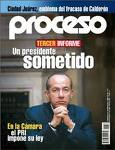 Ciudad Juárez, problema del fracaso de Calderón
proceso
TERCER INFORME
Un presidente
sometido
En la Cámara
el PRI
impone su ley